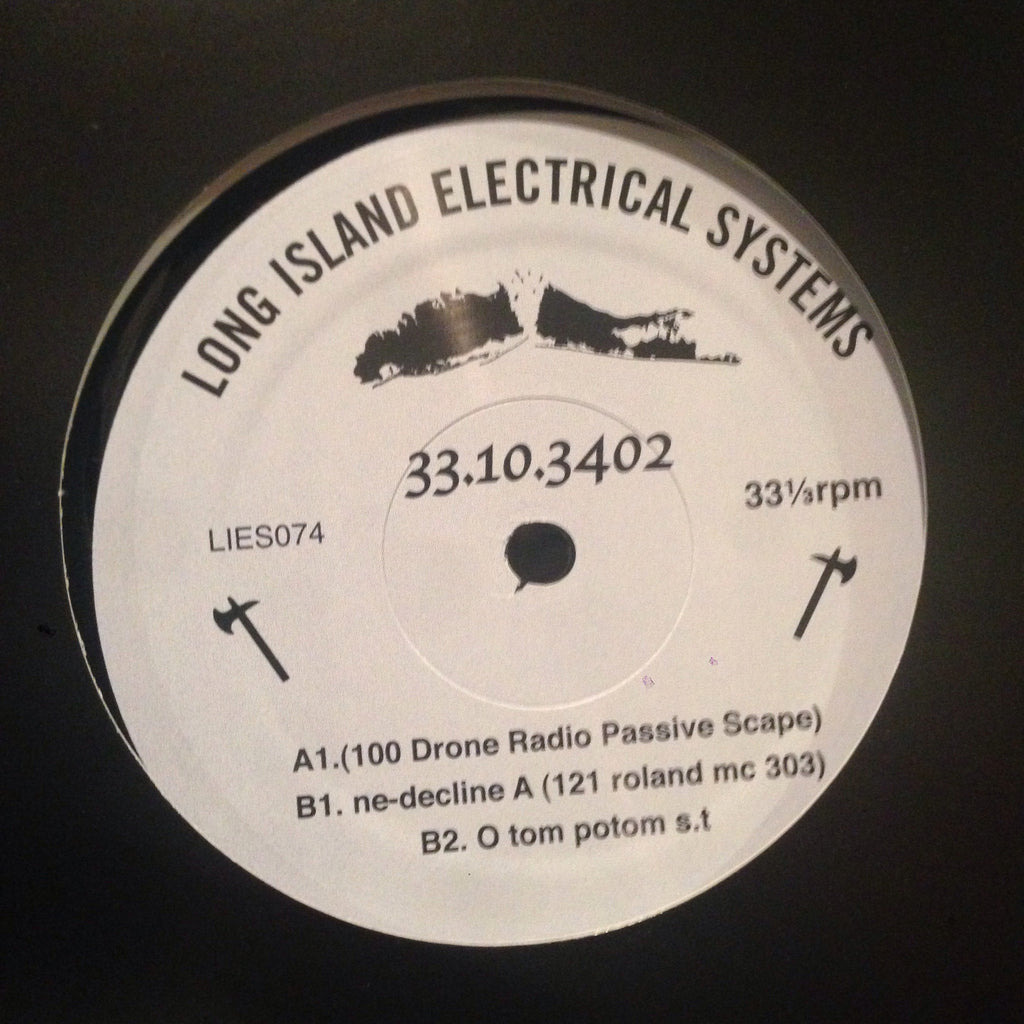 LONG ISLAND ELECTRICAL SYSTEMS
33.10.3402
33⅓rpm
LIES074
A1.(100 Drone Radio Passive Scape)
B1. ne-decline A (121 roland mc 303)
B2. O tom potom s.t